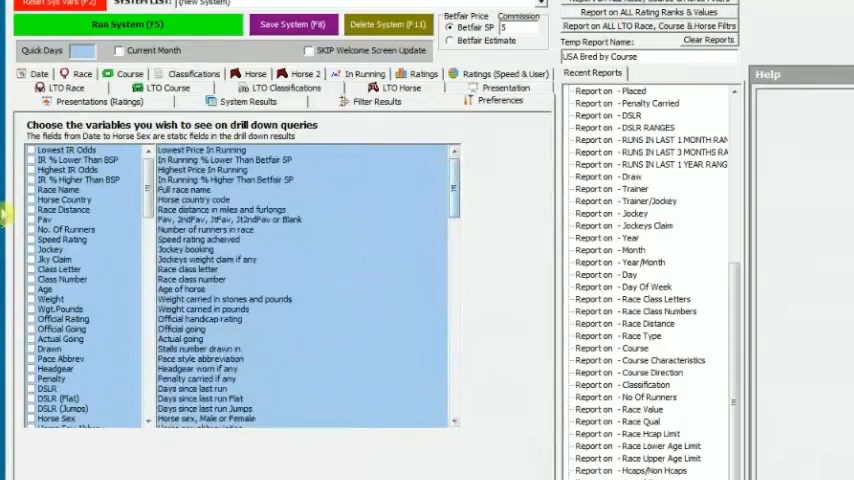 Reset Sys Vars (F2) SYSTEM LIST: (New System)
Run System (F5) Save System (F8) Delete System (F11)
Betfair Price Commission
Betfair SP 5
Betfair Estimate
Quick Days Current Month SKIP Welcome Screen Update
Date Race Course Classifications Horse Horse 2 In Running Ratings Ratings (Speed & User)
LTO Race LTO Course LTO Classifications LTO Horse Presentation
Presentations (Ratings) System Results Filter Results Preferences
Choose the variables you wish to see on drill down queries
The fields from Date to Horse Sex are static fields in the drill down results
Lowest IR Odds Lowest Price In Running
IR % Lower Than BSP In Running % Lower Than Betfair SP
Highest IR Odds Highest Price In Running
IR % Higher Than BSP In Running % Higher Than Betfair SP
Race Name Full race name
Horse Country Horse country code
Race Distance Race distance in miles and furlongs
Fav Fav, 2ndFav, JtFav, Jt2ndFav or Blank
No. Of Runners Number of runners in race
Speed Rating Speed rating acheived
Jockey Jockey booking
Jky Claim Jockeys weight claim if any
Class Letter Race class letter
Class Number Race class number
Age Age of horse
Weight Weight carried in stones and pounds
Wgt.Pounds Weight carried in pounds
Official Rating Official handicap rating
Official Going Official going
Actual Going Actual going
Drawn Stalls number drawn in
Pace Abbrev Pace style abbreviation
Headgear Headgear worn if any
Penalty Penalty carried if any
DSLR Days since last run
DSLR (Flat) Days since last run Flat
DSLR (Jumps) Days since last run Jumps
Horse Sex Horse sex, Male or Female
Report on ALL Rating Ranks & Values
Report on ALL LTO Race, Course & Horse Filtrs
Temp Report Name: Clear Reports
USA Bred by Course
Recent Reports
Report on - Placed
Report on - Penalty Carried
Report on - DSLR
Report on - DSLR RANGES
Report on - RUNS IN LAST 1 MONTH RAN
Report on - RUNS IN LAST 3 MONTHS RA
Report on - RUNS IN LAST 1 YEAR RANG
Report on - Draw
Report on - Trainer
Report on - Trainer/Jockey
Report on - Jockey
Report on - Jockeys Claim
Report on - Year
Report on - Month
Report on - Year/Month
Report on - Day
Report on - Day Of Week
Report on - Race Class Letters
Report on - Race Class Numbers
Report on - Race Distance
Report on - Race Type
Report on - Course
Report on - Course Characteristics
Report on - Course Direction
Report on - Classification
Report on - No Of Runners
Report on - Race Value
Report on - Race Qual
Report on - Race Hcap Limit
Report on - Race Lower Age Limit
Report on - Race Upper Age Limit
Report on - Hcaps/Non Hcaps
Help